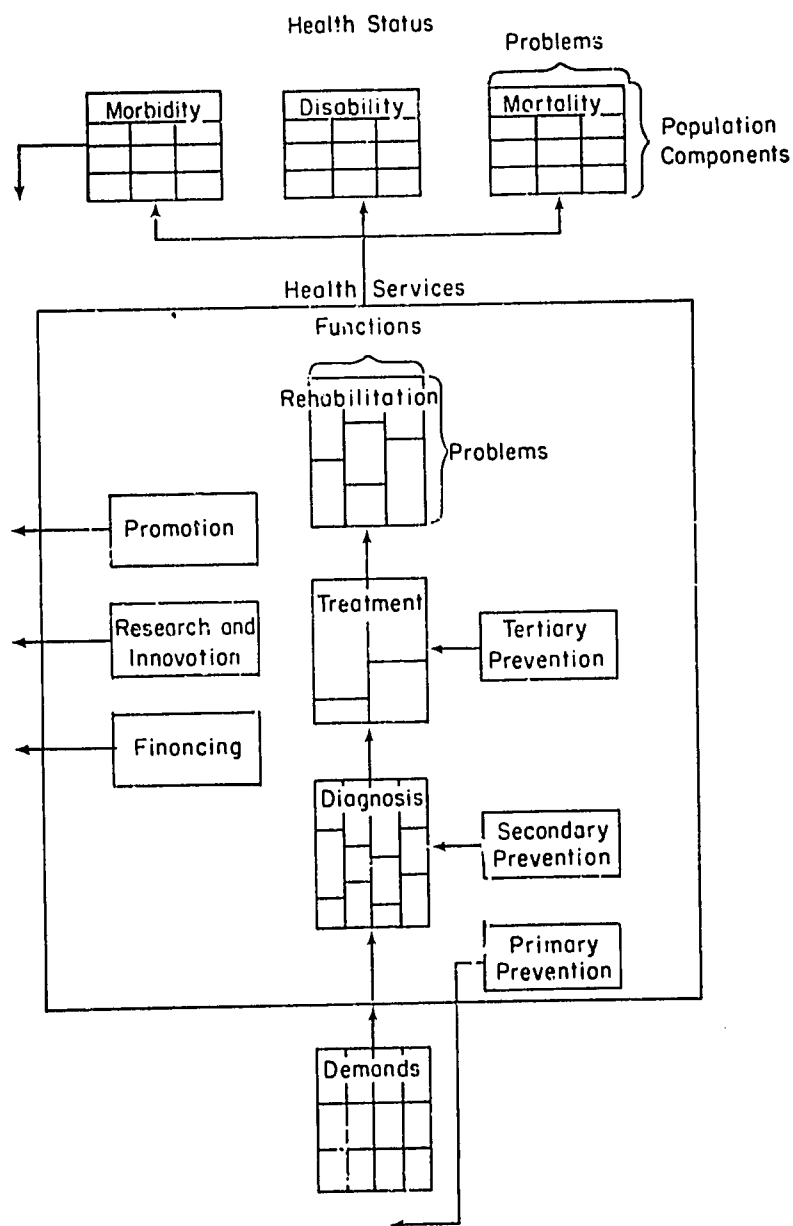 Health Status
Problems
Morbidity
Disability
Mortality
Population
Components
Health Services
Functions
Rehabilitation
Problems
Promotion
Treatment
Research and
Innovation
Tertiary
Prevention
Financing
Diagnosis
Secondary
Prevention
Primary
Prevention
Demands